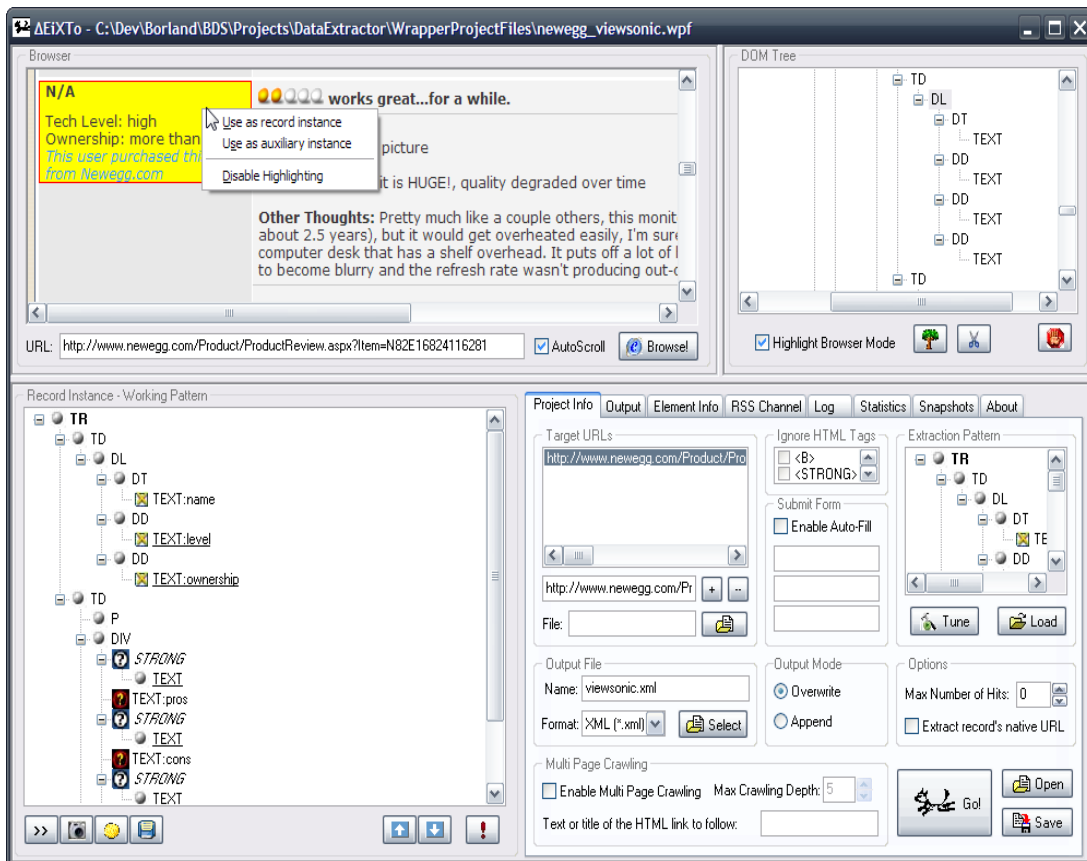 ΔEiXTo - C:\Dev\Borland\BDS\Projects\DataExtractor\WrapperProjectFiles\newegg_viewsonic.wpf
Browser
N/A
Tech Level: high
Ownership: more than
This user purchased thi
from Newegg.com
works great...for a while.
picture
it is HUGE!, quality degraded over time
Other Thoughts: Pretty much like a couple others, this monit
about 2.5 years), but it would get overheated easily, I'm sure
computer desk that has a shelf overhead. It puts off a lot of
to become blurry and the refresh rate wasn't producing out-
Use as record instance
Use as auxiliary instance
Disable Highlighting
URL: http://www.newegg.com/Product/ProductReview.aspx?Item=N82E16824116281
AutoScroll
Browse!
DOM Tree
TD
DL
DT
TEXT
DD
TEXT
DD
TEXT
DD
TEXT
TD
Highlight Browser Mode
Record Instance - Working Pattern
TR
TD
DL
DT
TEXT:name
DD
TEXT:level
DD
TEXT:ownership
TD
P
DIV
STRONG
TEXT
TEXT:pros
STRONG
TEXT
TEXT:cons
STRONG
TEXT
>>
Project Info Output Element Info RSS Channel Log Statistics Snapshots About
Target URLs
http://www.newegg.com/Product/Pro
http://www.newegg.com/Pr
+ --
File:
Ignore HTML Tags
<B>
<STRONG>
Submit Form
Enable Auto-Fill
Extraction Pattern
TR
TD
DL
DT
TE
DD
Tune
Load
Output File
Name: viewsonic.xml
Format: XML (*.xml)
Select
Output Mode
Overwrite
Append
Options
Max Number of Hits: 0
Extract record's native URL
Multi Page Crawling
Enable Multi Page Crawling Max Crawling Depth: 5
Text or title of the HTML link to follow:
Go!
Open
Save